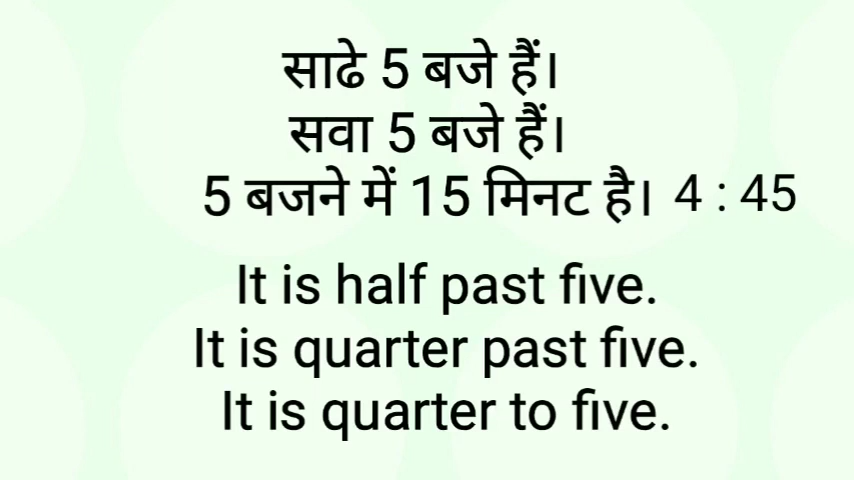 साढे 5 बजे हैं।
सवा 5 बजे हैं।
5 बजने में 15 मिनट है। 4 : 45
It is half past five.
It is quarter past five.
It is quarter to five.